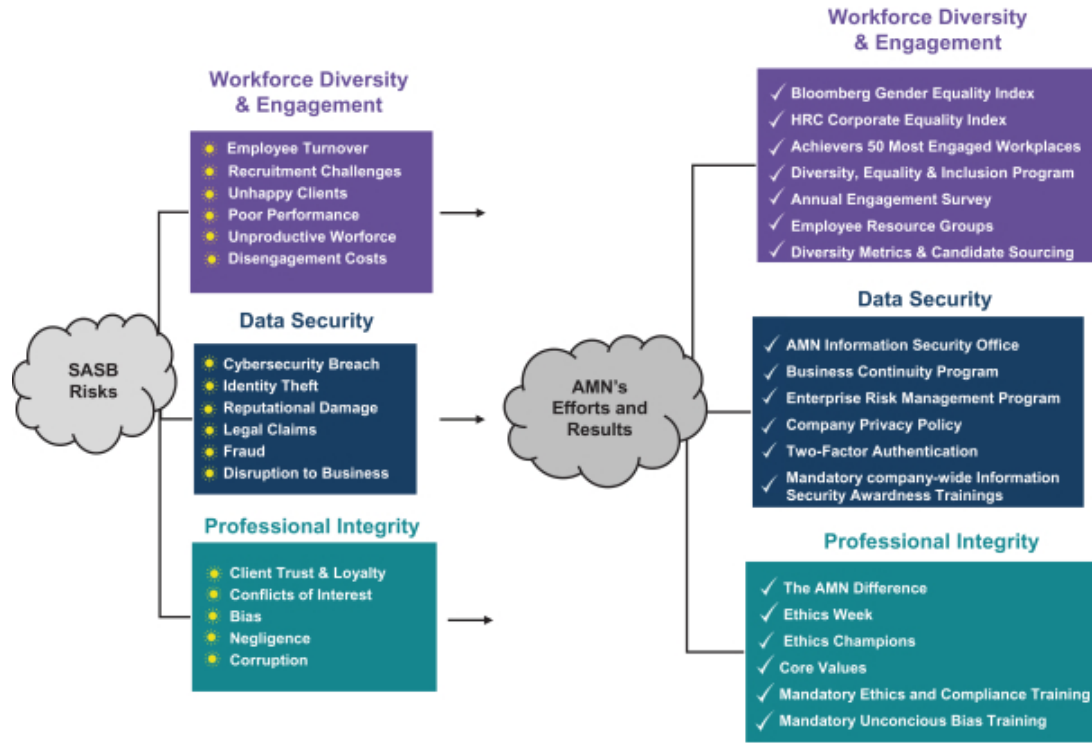 SASB
Risks
Workforce Diversity
& Engagement
Employee Turnover
Recruitment Challenges
Unhappy Clients
Poor Performance
Unproductive Worforce
Disengagement Costs
Data Security
Cybersecurity Breach
Identity Theft
Reputational Damage
Legal Claims
Fraud
Disruption to Business
Professional Integrity
Client Trust & Loyalty
Conflicts of Interest
Bias
Negligence
Corruption
AMN's
Efforts and
Results
Workforce Diversity
& Engagement
Bloomberg Gender Equality Index
HRC Corporate Equality Index
Achievers 50 Most Engaged Workplaces
Diversity, Equality & Inclusion Program
Annual Engagement Survey
Employee Resource Groups
Diversity Metrics & Candidate Sourcing
Data Security
AMN Information Security Office
Business Continuity Program
Enterprise Risk Management Program
Company Privacy Policy
Two-Factor Authentication
Mandatory company-wide Information
Security Awardness Trainings
Professional Integrity
The AMN Difference
Ethics Week
Ethics Champions
Core Values
Mandatory Ethics and Compliance Training
Mandatory Unconcious Bias Training